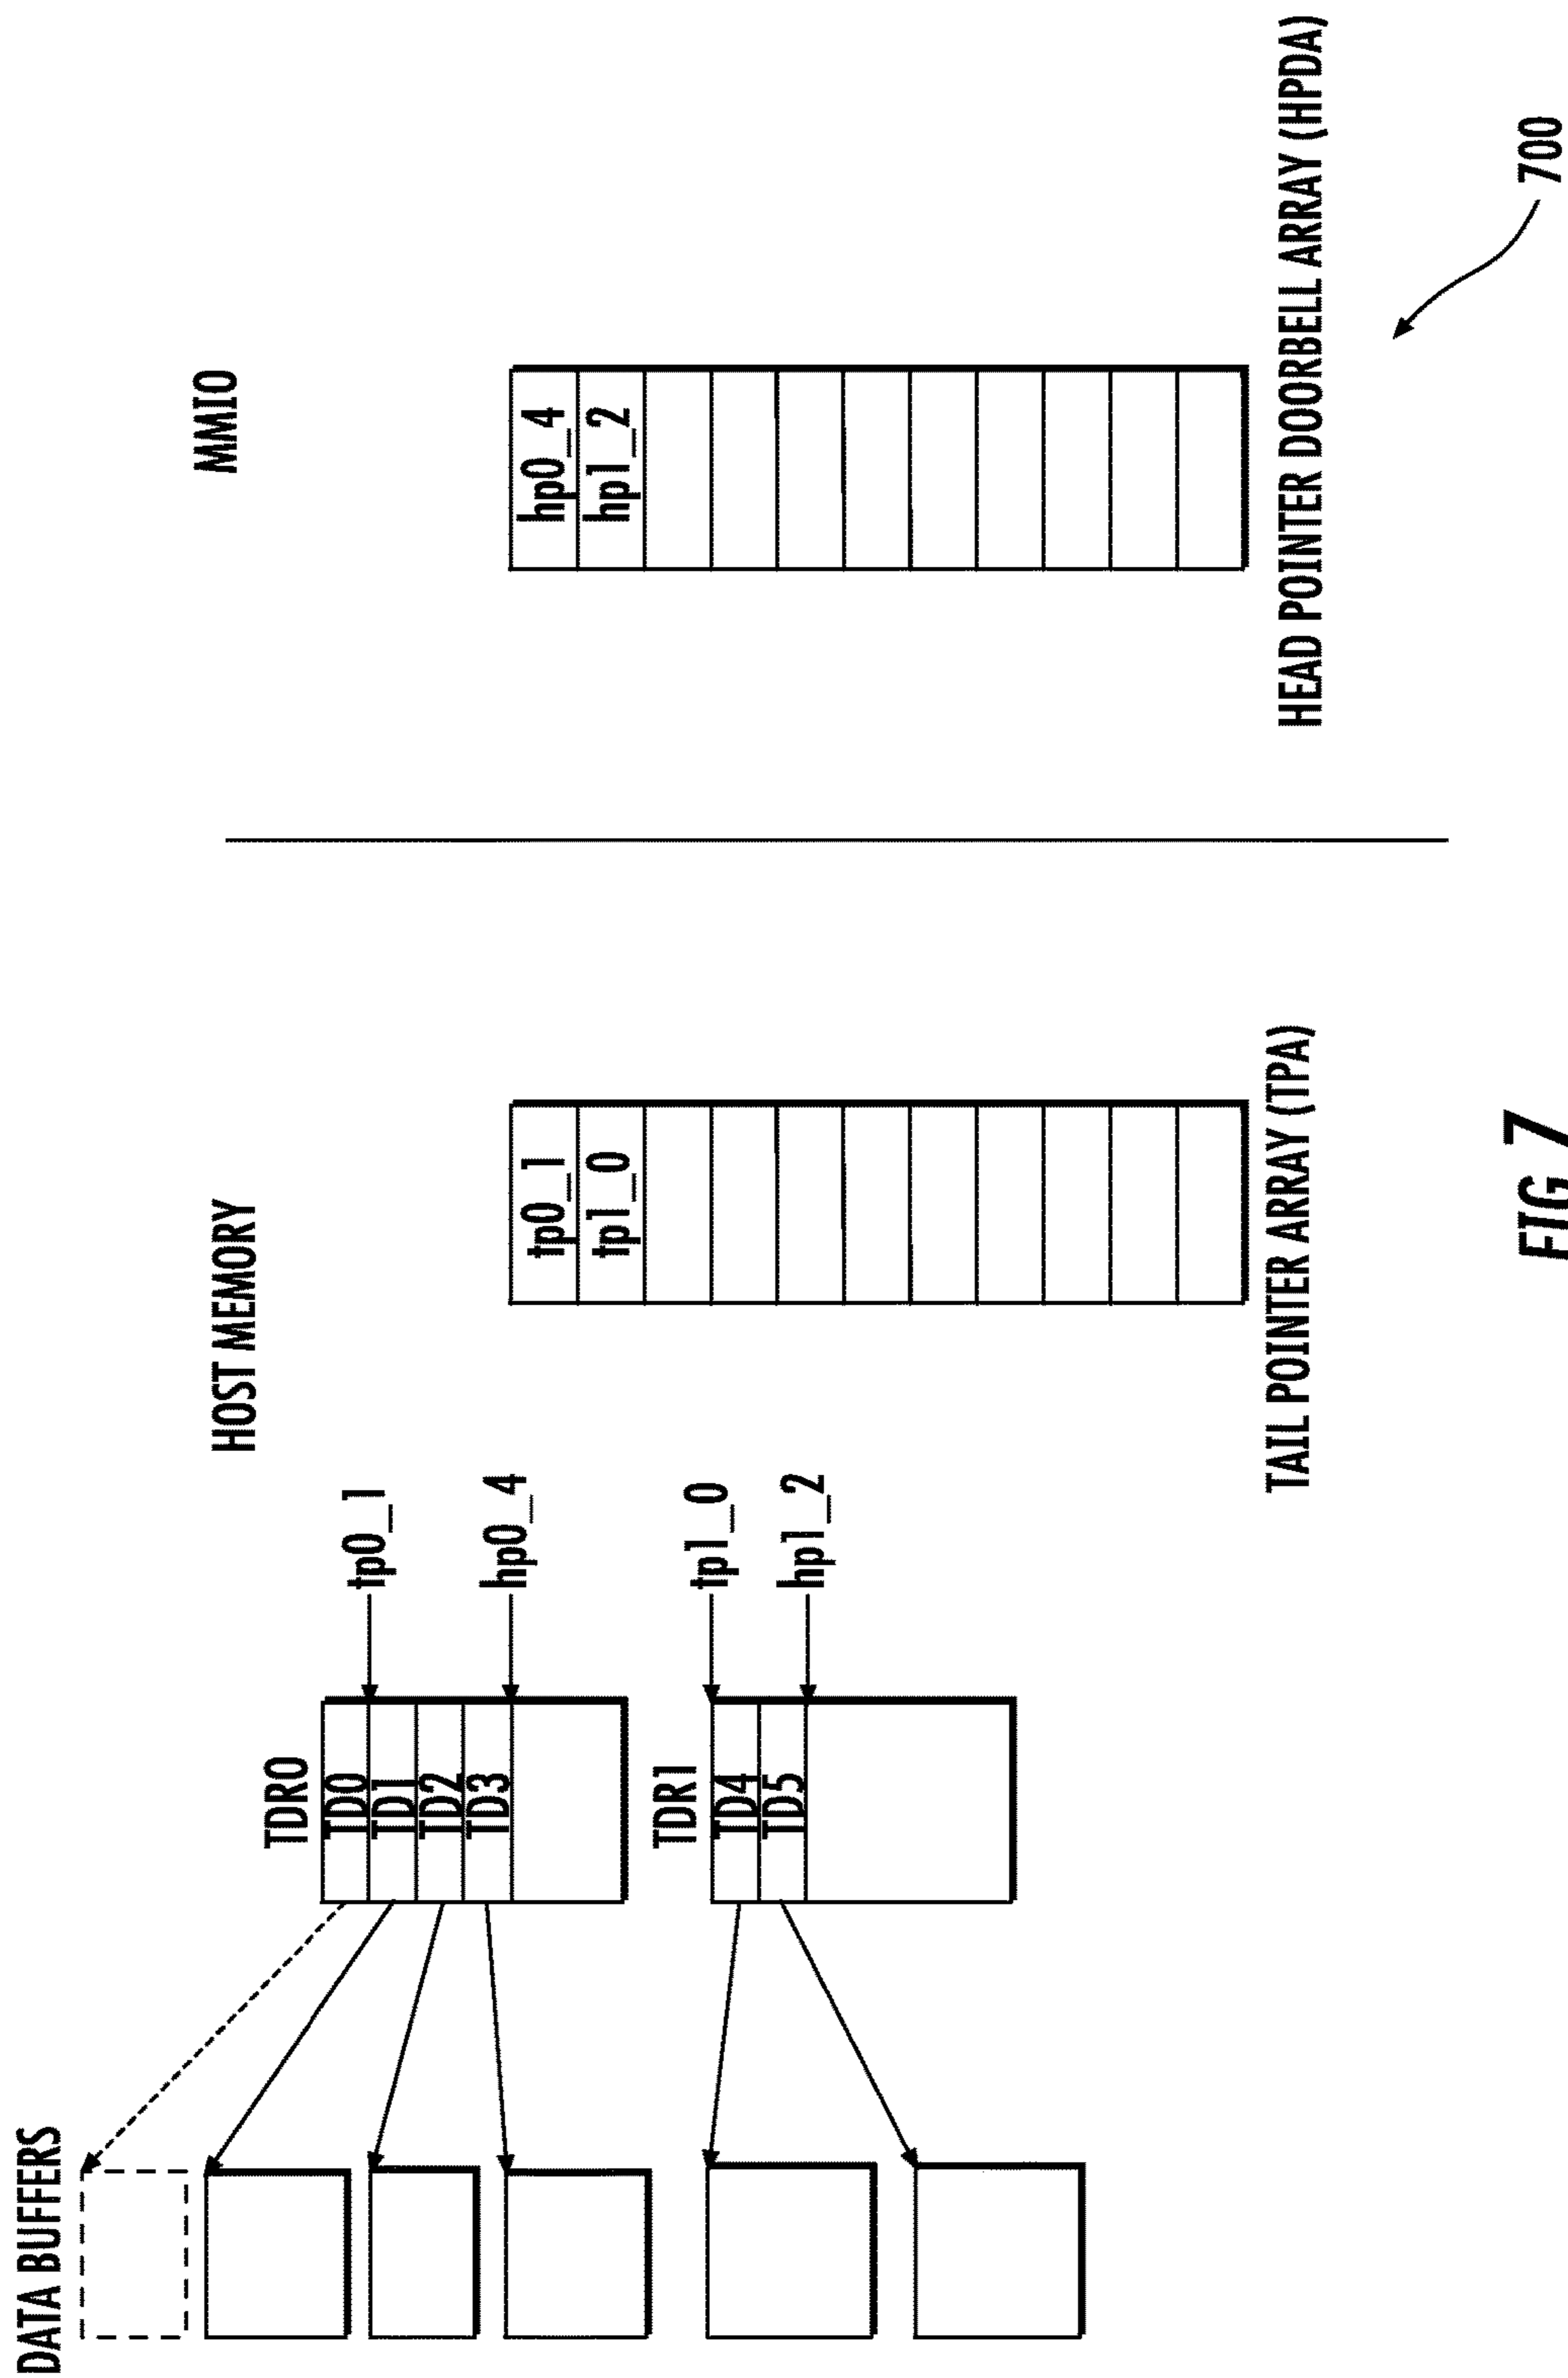 DATA BUFFERS
HOST MEMORY
MMIO
TDR0
TD0
TD1
TD2
TD3
tp0_1
hp0_4
TDR1
TD4
TD5
tp1_0
hp1_2
tp0_1
tp1_0
TAIL POINTER ARRAY (TPA)
hp0_4
hp1_2
HEAD POINTER DOORBELL ARRAY (HPDA)
700
FIG 7